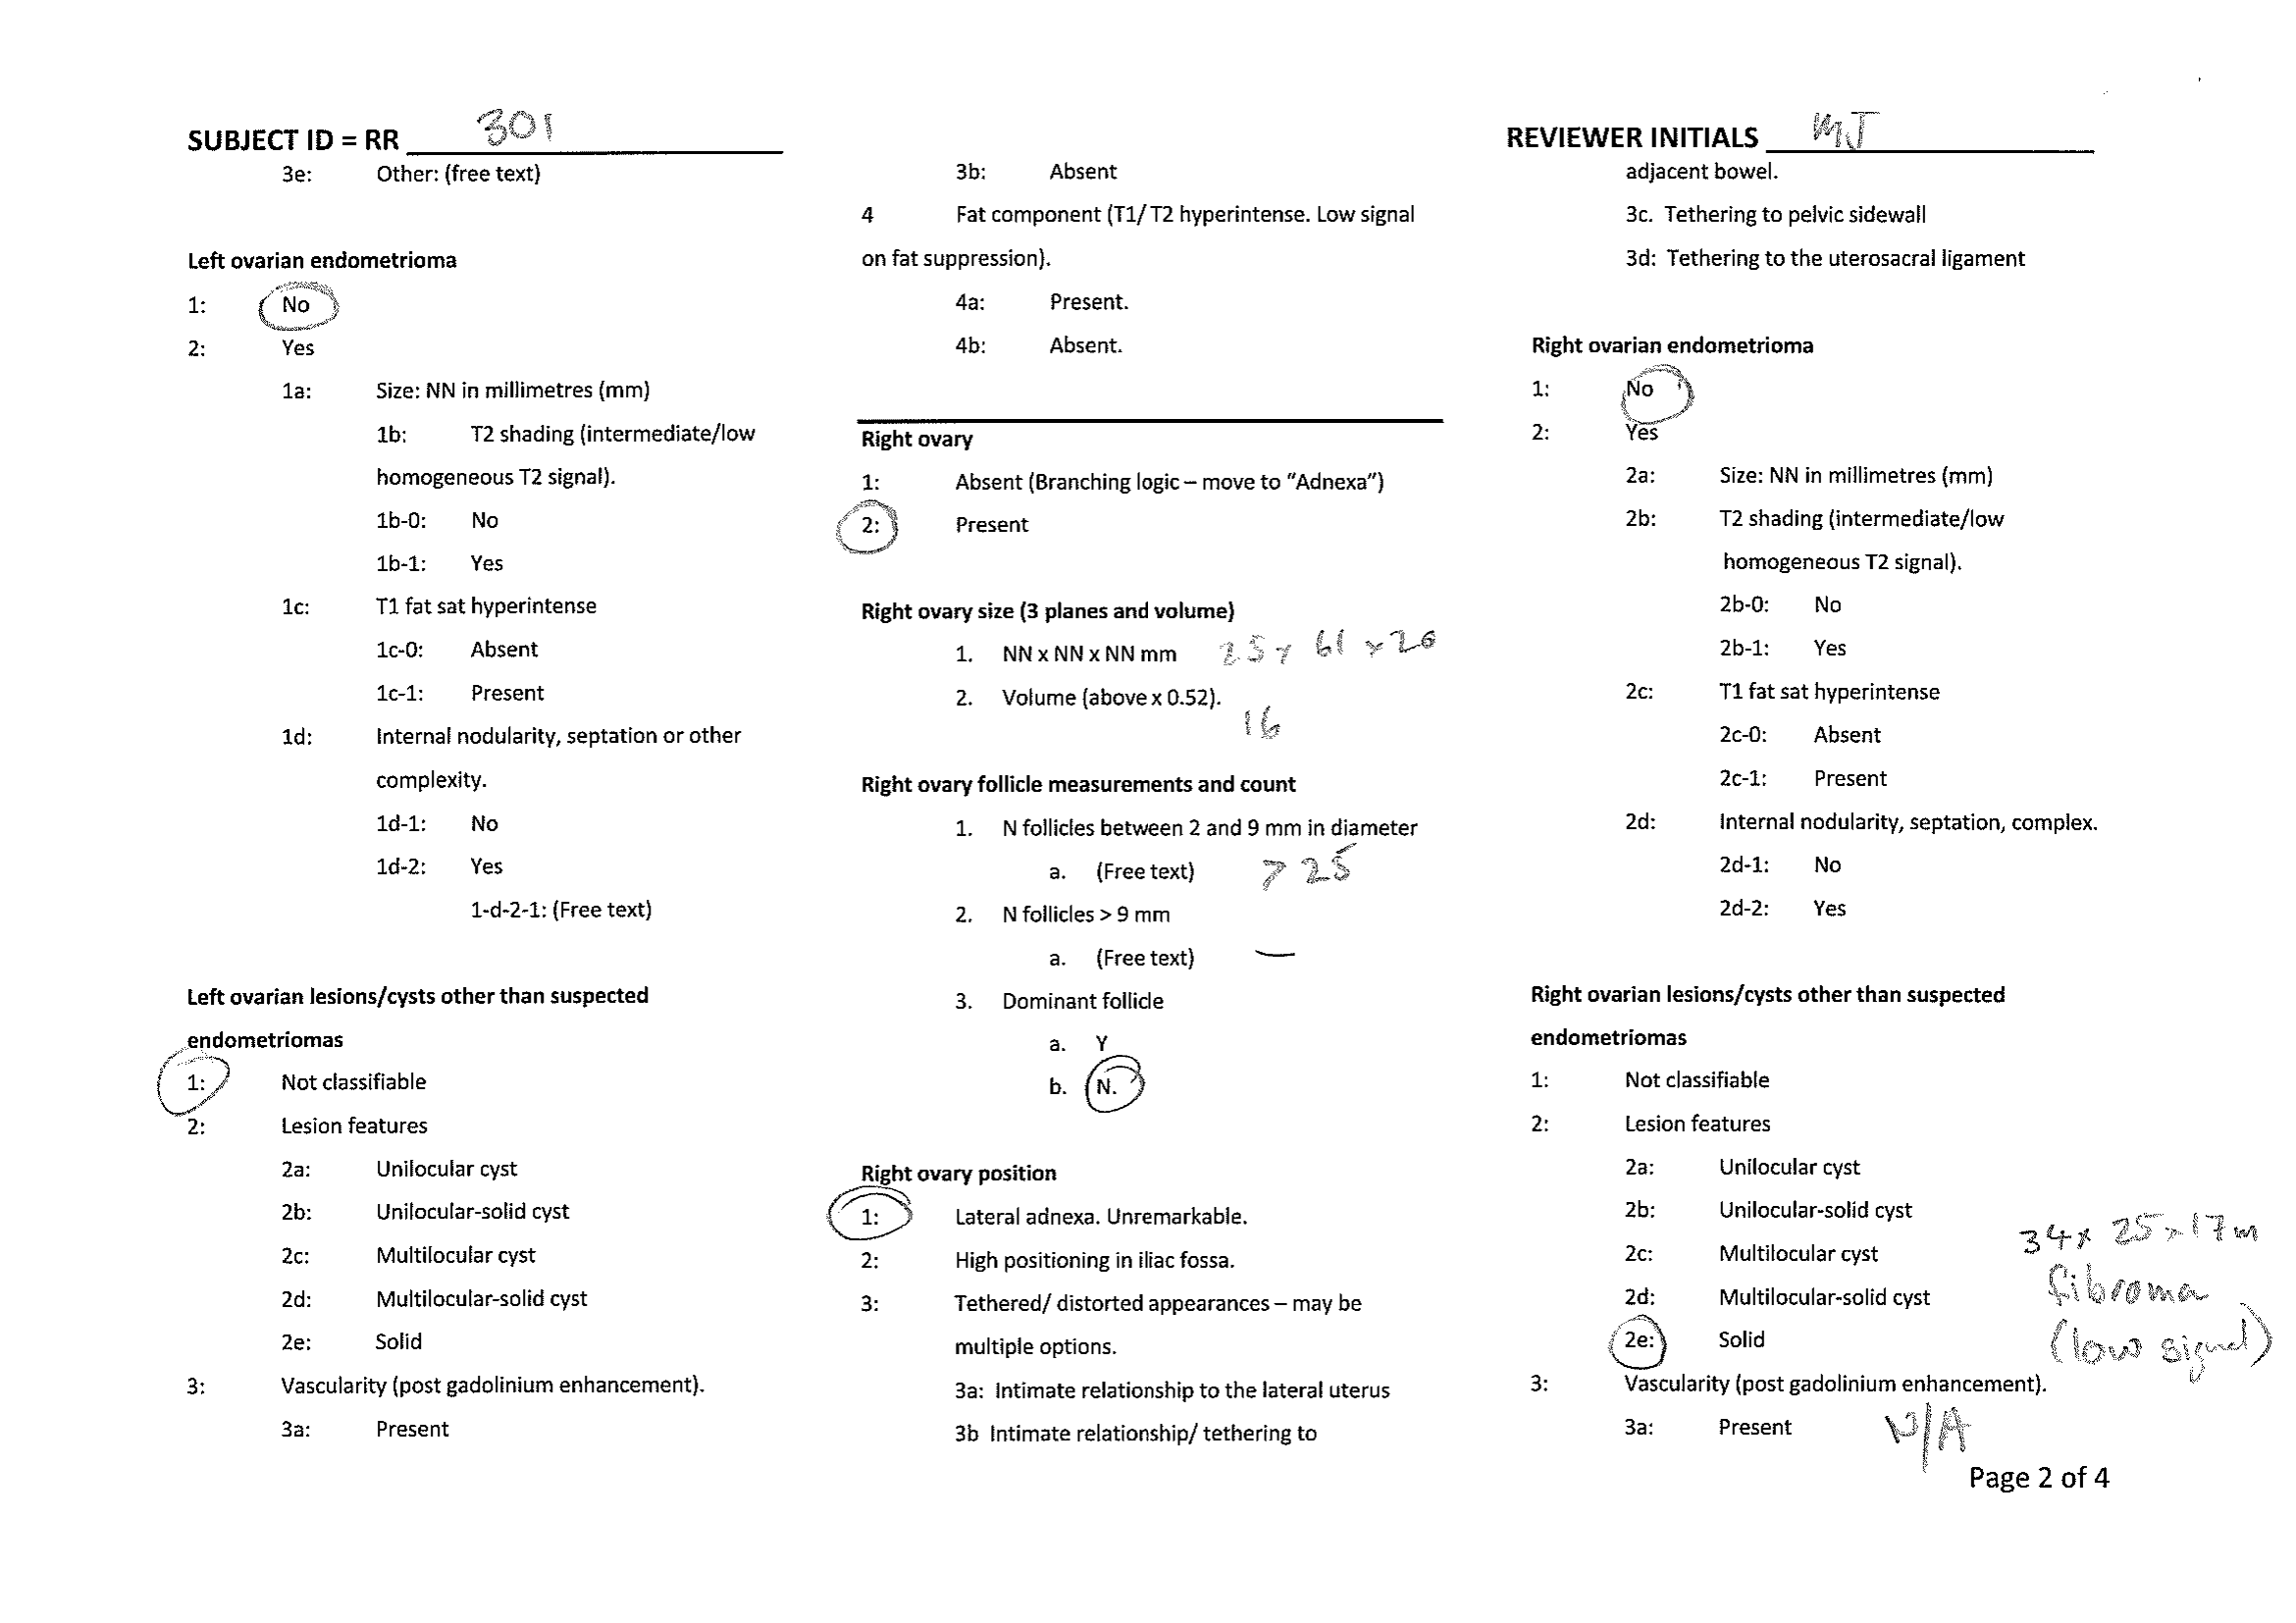 SUBJECT ID = RR 301
3e: Other: (free text)
Left ovarian endometrioma
1: No
2: Yes
1a: Size: NN in millimetres (mm)
1b: T2 shading (intermediate/low
homogeneous T2 signal).
1b-0: No
1b-1: Yes
1c: T1 fat sat hyperintense
1c-0: Absent
1c-1: Present
1d: Internal nodularity, septation or other
complexity.
1d-1: No
1d-2: Yes
1-d-2-1: (Free text)
Left ovarian lesions/cysts other than suspected
endometriomas
1: Not classifiable
2: Lesion features
2a: Unilocular cyst
2b: Unilocular-solid cyst
2c: Multilocular cyst
2d: Multilocular-solid cyst
2e: Solid
3: Vascularity (post gadolinium enhancement).
3a: Present
3b: Absent
4 Fat component (T1/ T2 hyperintense. Low signal
on fat suppression).
4a: Present.
4b: Absent.
Right ovary
1: Absent (Branching logic – move to "Adnexa")
2: Present
Right ovary size (3 planes and volume)
1. NN x NN x NN mm 25 x 61 x 20
2. Volume (above x 0.52).
16
Right ovary follicle measurements and count
1. N follicles between 2 and 9 mm in diameter
a. (Free text) > 25
2. N follicles > 9 mm
a. (Free text) —
3. Dominant follicle
a. Y
b. N.
Right ovary position
1: Lateral adnexa. Unremarkable.
2: High positioning in iliac fossa.
3: Tethered/ distorted appearances – may be
multiple options.
3a: Intimate relationship to the lateral uterus
3b Intimate relationship/ tethering to
REVIEWER INITIALS MJ
adjacent bowel.
3c. Tethering to pelvic sidewall
3d: Tethering to the uterosacral ligament
Right ovarian endometrioma
1: No
2: Yes
2a: Size: NN in millimetres (mm)
2b: T2 shading (intermediate/low
homogeneous T2 signal).
2b-0: No
2b-1: Yes
2c: T1 fat sat hyperintense
2c-0: Absent
2c-1: Present
2d: Internal nodularity, septation, complex.
2d-1: No
2d-2: Yes
Right ovarian lesions/cysts other than suspected
endometriomas
1: Not classifiable
2: Lesion features
2a: Unilocular cyst
2b: Unilocular-solid cyst
34 x 25 x 17 m
2c: Multilocular cyst
fibroma
2d: Multilocular-solid cyst
2e: Solid (low signal)
3: Vascularity (post gadolinium enhancement).
3a: Present N/A
Page 2 of 4